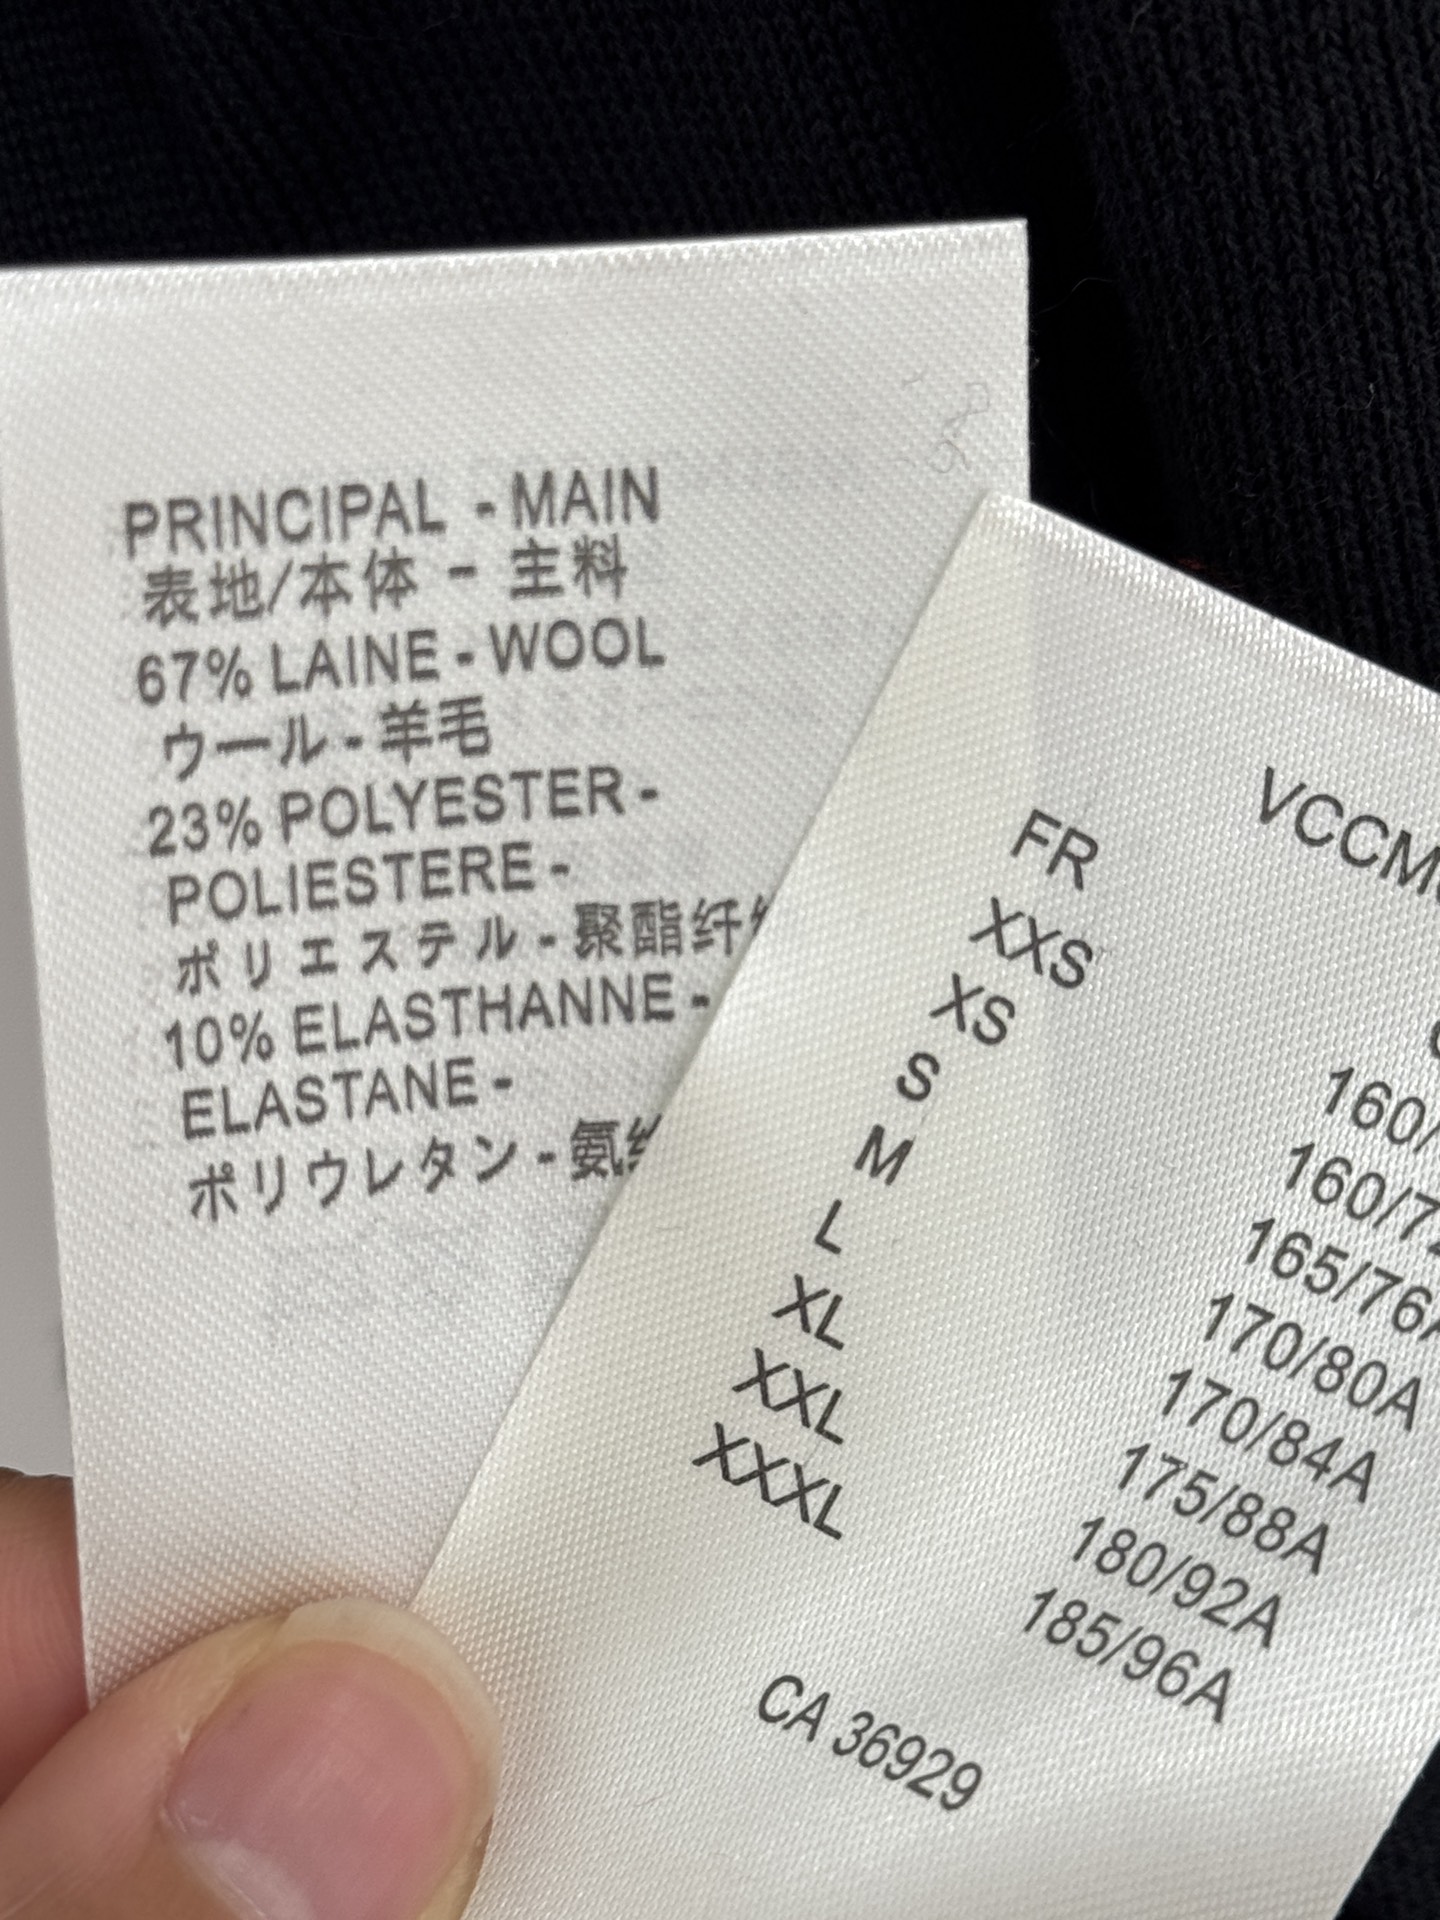 PRINCIPAL - MAIN
表地/本体 - 主料
67% LAINE - WOOL
ウール - 羊毛
23% POLYESTER -
POLIESTERE -
ポリエステル - 聚酯纤
10% ELASTHANNE -
ELASTANE -
ポリウレタン - 氨
VCCM
FR
XXS
XS
S
M
L
XL
XXL
XXXL
160/
160/7
165/76
170/80A
170/84A
175/88A
180/92A
185/96A
CA 36929